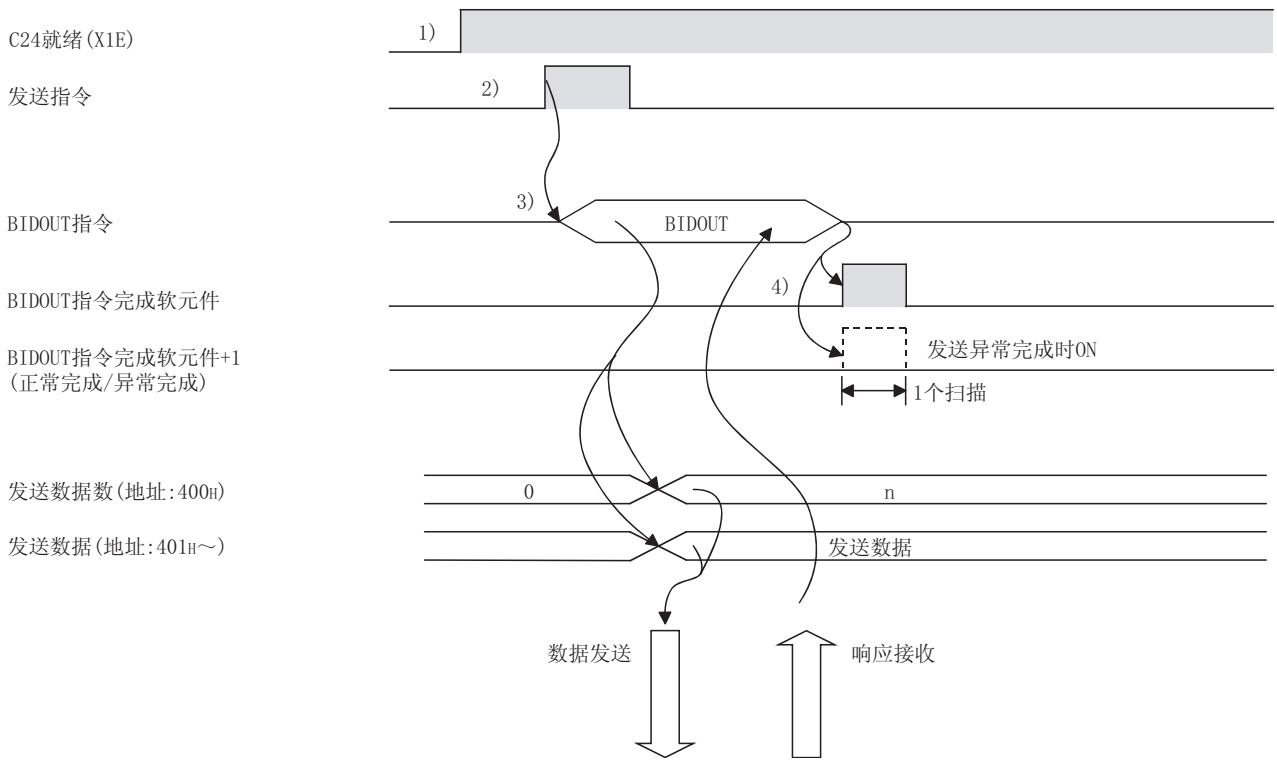 C24就绪(X1E)
1)
发送指令
2)
BIDOUT指令
3)
BIDOUT
BIDOUT指令完成软元件
4)
BIDOUT指令完成软元件+1
(正常完成/异常完成)
发送异常完成时ON
1个扫描
发送数据数(地址:400H)
0
n
发送数据(地址:401H～)
发送数据
数据发送
响应接收